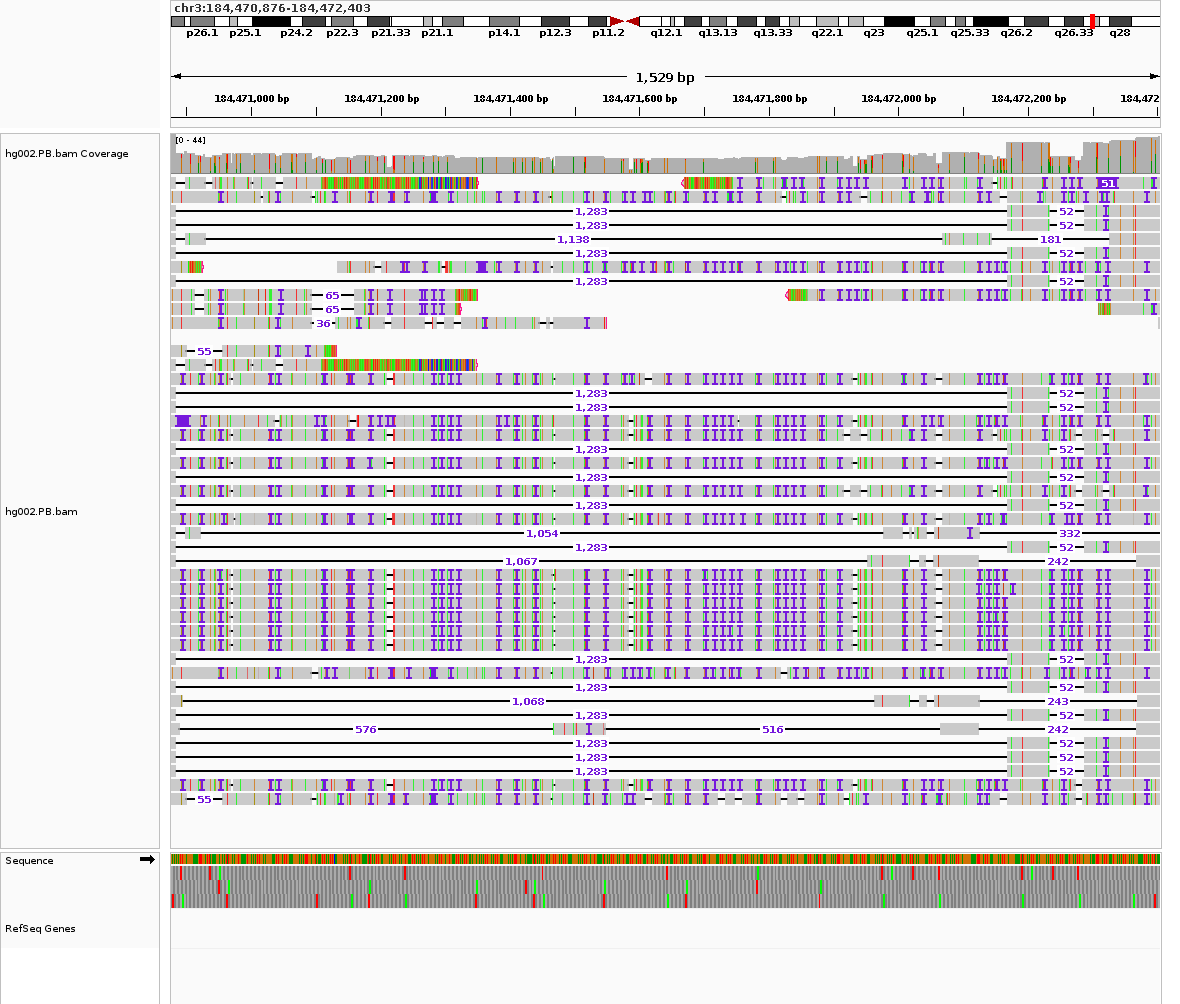 chr3:184,470,876-184,472,403
p26.1 p25.1 p24.2 p22.3 p21.33 p21.1 p14.1 p12.3 p11.2 q12.1 q13.13 q13.33 q22.1 q23 q25.1 q25.33 q26.2 q26.33 q28
1,529 bp
184,471,000 bp 184,471,200 bp 184,471,400 bp 184,471,600 bp 184,471,800 bp 184,472,000 bp 184,472,200 bp 184,472
[0 - 44]
hg002.PB.bam Coverage
51
1,283 52
1,283 52
1,138 181
1,283 52
1,283 52
65
65
36
55
1,283 52
1,283 52
1,283 52
1,283 52
1,283 52
hg002.PB.bam
1,054 332
1,283 52
1,067 242
1,283 52
1,283 52
1,068 243
1,283 52
576 516 242
1,283 52
1,283 52
1,283 52
55
Sequence
RefSeq Genes